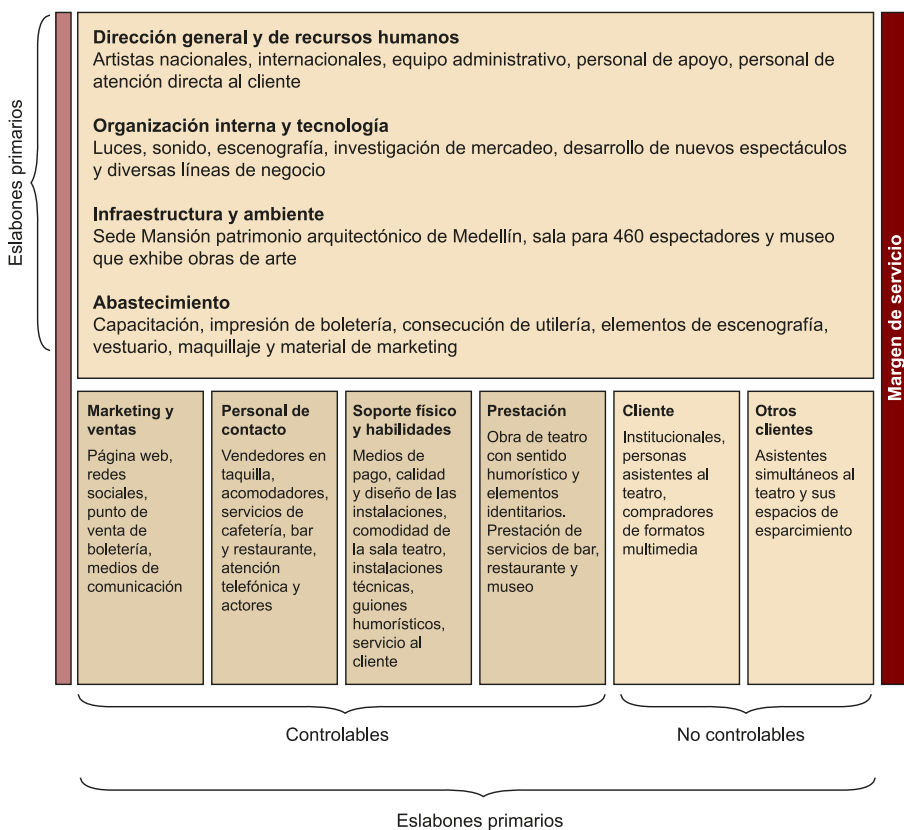 Eslabones primarios
Dirección general y de recursos humanos
Artistas nacionales, internacionales, equipo administrativo, personal de apoyo, personal de
atención directa al cliente
Organización interna y tecnología
Luces, sonido, escenografía, investigación de mercadeo, desarrollo de nuevos espectáculos
y diversas líneas de negocio
Infraestructura y ambiente
Sede Mansión patrimonio arquitectónico de Medellín, sala para 460 espectadores y museo
que exhibe obras de arte
Abastecimiento
Capacitación, impresión de boletería, consecución de utilería, elementos de escenografía,
vestuario, maquillaje y material de marketing
Margen de servicio
Marketing y
ventas
Página web,
redes
sociales,
punto de
venta de
boletería,
medios de
comunicación
Personal de
contacto
Vendedores en
taquilla,
acomodadores,
servicios de
cafetería, bar
y restaurante,
atención
telefónica y
actores
Soporte físico
y habilidades
Medios de
pago, calidad
y diseño de las
instalaciones,
comodidad de
la sala teatro,
instalaciones
técnicas,
guiones
humorísticos,
servicio al
cliente
Prestación
Obra de teatro
con sentido
humorístico y
elementos
identitarios.
Prestación de
servicios de bar,
restaurante y
museo
Cliente
Institucionales,
personas
asistentes al
teatro,
compradores
de formatos
multimedia
Otros
clientes
Asistentes
simultáneos al
teatro y sus
espacios de
esparcimiento
Controlables
No controlables
Eslabones primarios